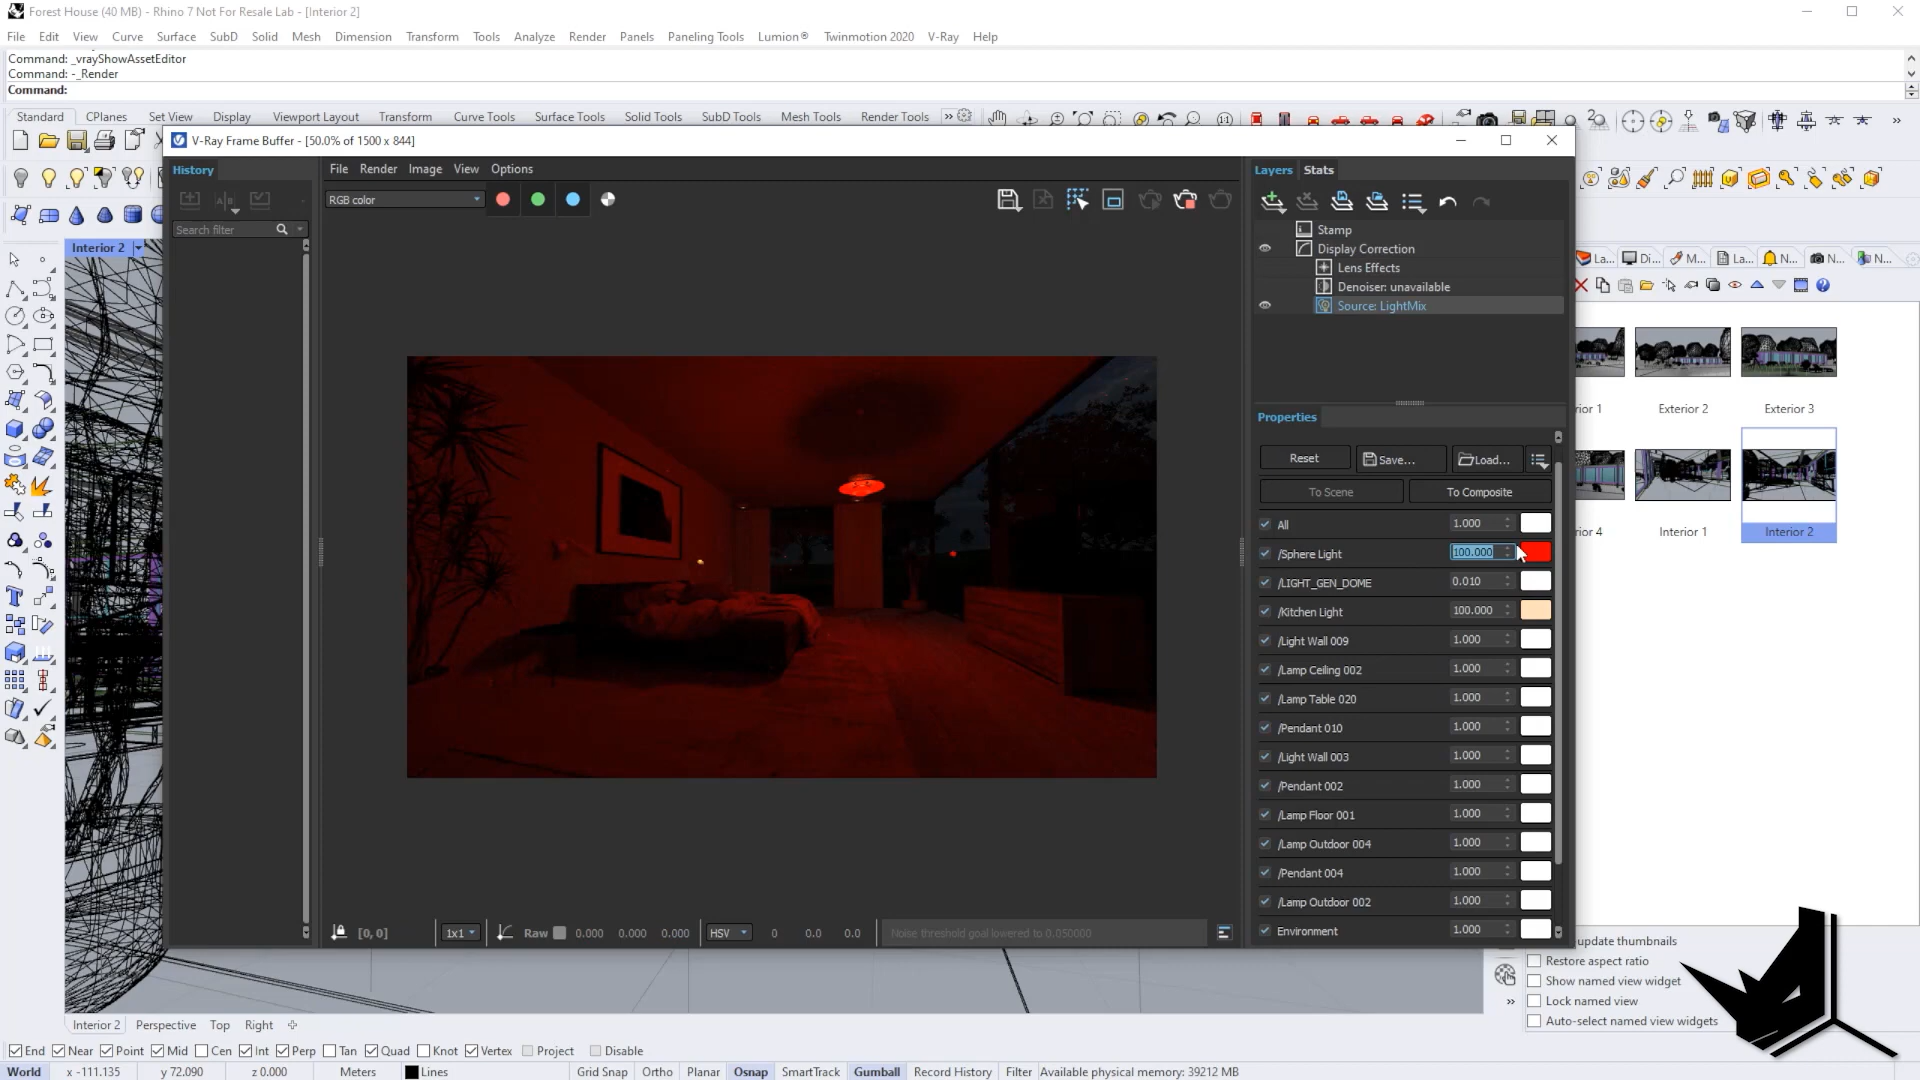 Forest House (40 MB) - Rhino 7 Not For Resale Lab - [Interior 2]
File Edit View Curve Surface SubD Solid Mesh Dimension Transform Tools Analyze Render Panels Paneling Tools Lumion® Twinmotion 2020 V-Ray Help
Command: _vrayShowAssetEditor
Command: -_Render
Command:
Standard CPlanes Set View Display Viewport Layout Transform Curve Tools Surface Tools Solid Tools SubD Tools Mesh Tools Render Tools »
V-Ray Frame Buffer - [50.0% of 1500 x 844]
History
File Render Image View Options
Layers Stats
RGB color
Search filter
Stamp
Display Correction
Lens Effects
Denoiser: unavailable
Source: LightMix
Interior 2
La... Di... M... La... N... N... N...
Properties
Reset Save... Load...
To Scene To Composite
All 1.000
/Sphere Light 100.000
/LIGHT_GEN_DOME 0.010
/Kitchen Light 100.000
/Light Wall 009 1.000
/Lamp Ceiling 002 1.000
/Lamp Table 020 1.000
/Pendant 010 1.000
/Light Wall 003 1.000
/Pendant 002 1.000
/Lamp Floor 001 1.000
/Lamp Outdoor 004 1.000
/Pendant 004 1.000
/Lamp Outdoor 002 1.000
Environment 1.000
rior 1 Exterior 2 Exterior 3
rior 4 Interior 1 Interior 2
[0, 0] 1x1 Raw 0.000 0.000 0.000 HSV 0 0.0 0.0 Noise threshold goal lowered to 0.050000
update thumbnails
Restore aspect ratio
Show named view widget
Lock named view
Auto-select named view widgets
Interior 2 Perspective Top Right
End Near Point Mid Cen Int Perp Tan Quad Knot Vertex Project Disable
World x -111.135 y 72.090 z 0.000 Meters Lines Grid Snap Ortho Planar Osnap SmartTrack Gumball Record History Filter Available physical memory: 39212 MB